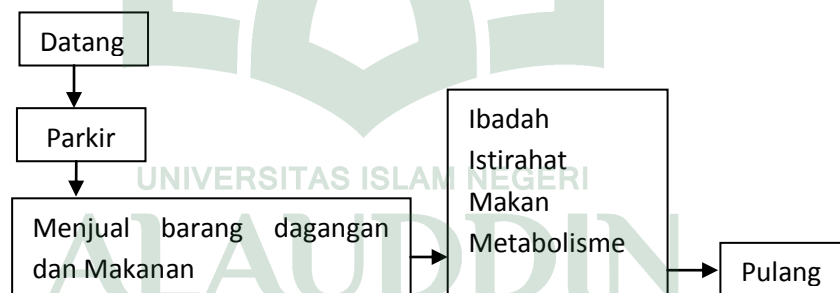 Datang
Parkir
Menjual barang dagangan
dan Makanan
Ibadah
Istirahat
Makan
Metabolisme
Pulang
UNIVERSITAS ISLAM NEGERI
ALAUDDIN